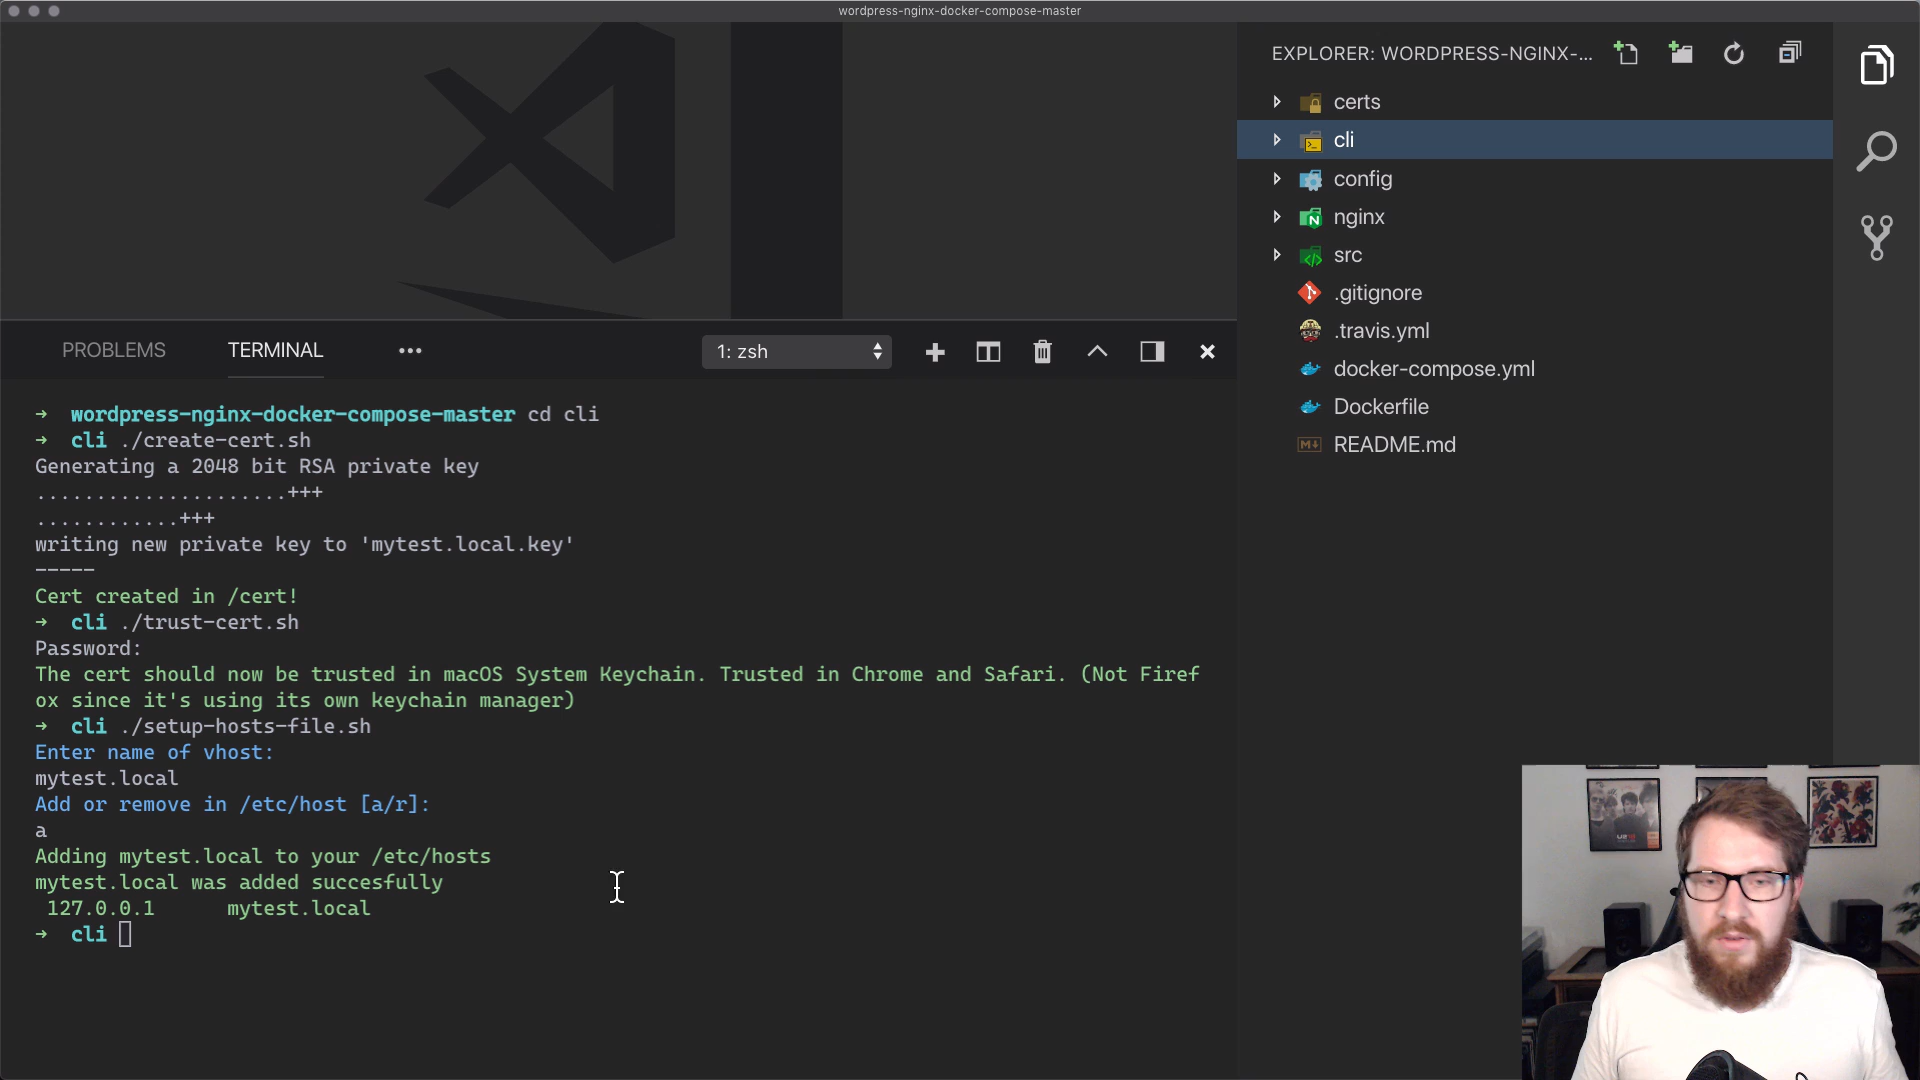 wordpress-nginx-docker-compose-master
EXPLORER: WORDPRESS-NGINX-...
certs
cli
config
nginx
src
.gitignore
.travis.yml
docker-compose.yml
Dockerfile
README.md
PROBLEMS
TERMINAL
1: zsh
→ wordpress-nginx-docker-compose-master cd cli
→ cli ./create-cert.sh
Generating a 2048 bit RSA private key
.....................+++
............+++
writing new private key to 'mytest.local.key'
-----
Cert created in /cert!
→ cli ./trust-cert.sh
Password:
The cert should now be trusted in macOS System Keychain. Trusted in Chrome and Safari. (Not Firef
ox since it's using its own keychain manager)
→ cli ./setup-hosts-file.sh
Enter name of vhost:
mytest.local
Add or remove in /etc/host [a/r]:
a
Adding mytest.local to your /etc/hosts
mytest.local was added succesfully
127.0.0.1 mytest.local
→ cli